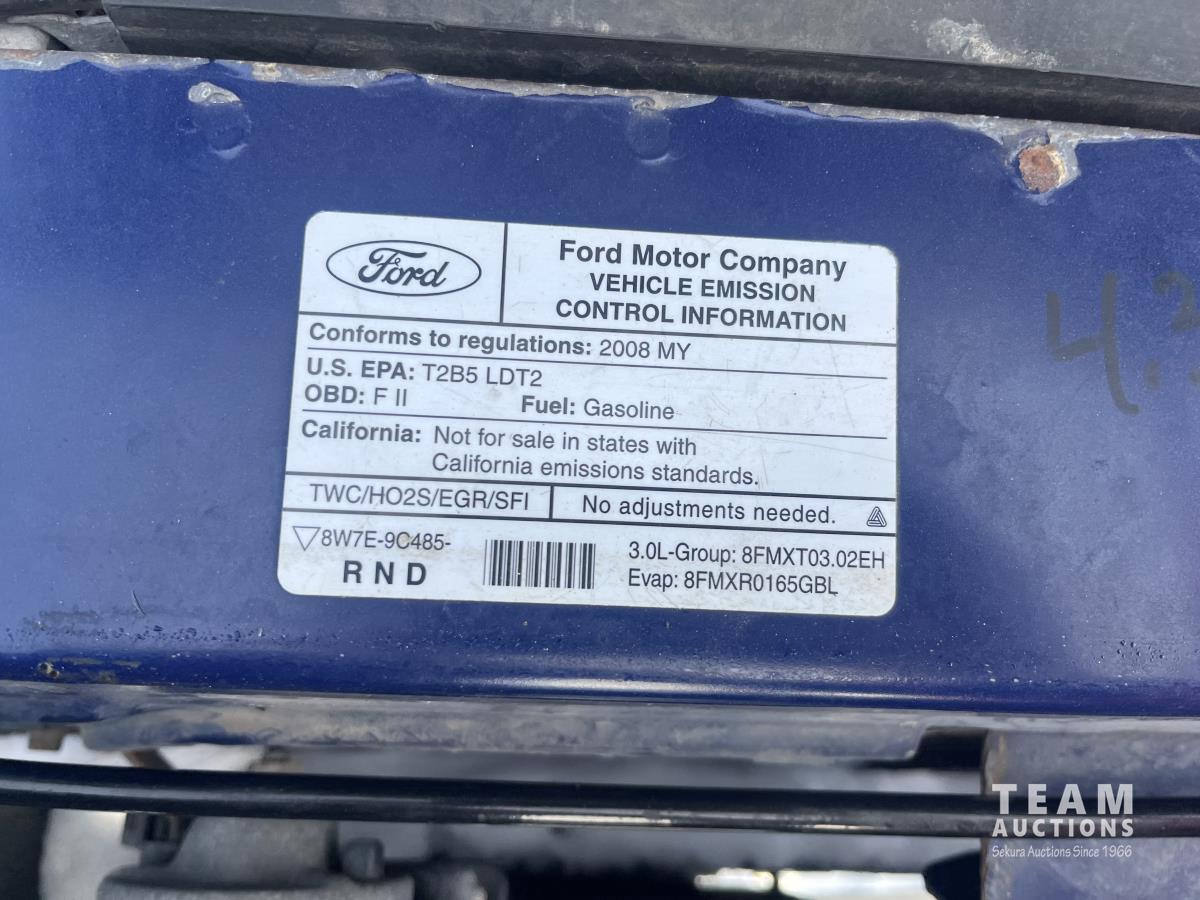 Ford
Ford Motor Company
VEHICLE EMISSION
CONTROL INFORMATION
Conforms to regulations: 2008 MY
U.S. EPA: T2B5 LDT2
OBD: F II Fuel: Gasoline
California: Not for sale in states with
California emissions standards.
TWC/HO2S/EGR/SFI No adjustments needed.
8W7E-9C485-
R N D
3.0L-Group: 8FMXT03.02EH
Evap: 8FMXR0165GBL
TEAM
AUCTIONS
Sekura Auctions Since 1966